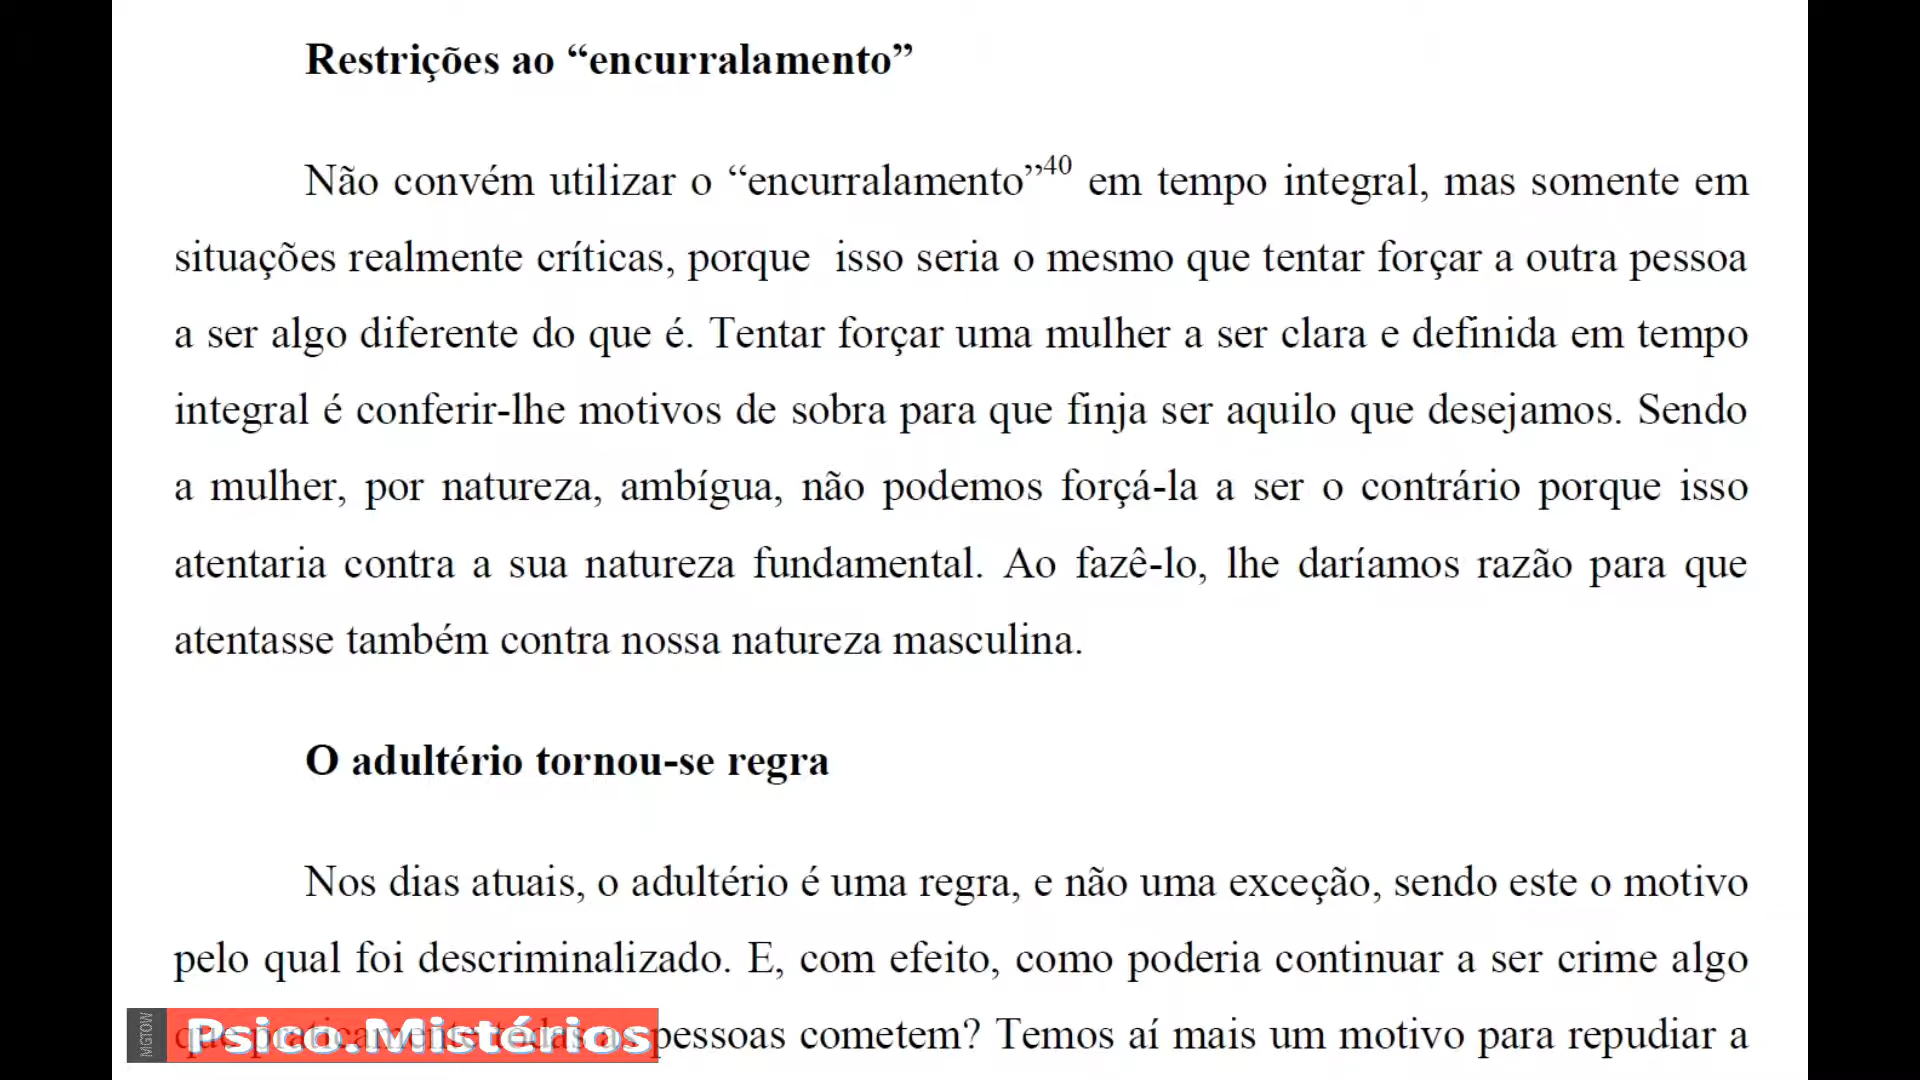 Restrições ao “encurralamento”
Não convém utilizar o “encurralamento”40 em tempo integral, mas somente em
situações realmente críticas, porque  isso seria o mesmo que tentar forçar a outra pessoa
a ser algo diferente do que é. Tentar forçar uma mulher a ser clara e definida em tempo
integral é conferir-lhe motivos de sobra para que finja ser aquilo que desejamos. Sendo
a mulher, por natureza, ambígua, não podemos forçá-la a ser o contrário porque isso
atentaria contra a sua natureza fundamental. Ao fazê-lo, lhe daríamos razão para que
atentasse também contra nossa natureza masculina.
O adultério tornou-se regra
Nos dias atuais, o adultério é uma regra, e não uma exceção, sendo este o motivo
pelo qual foi descriminalizado. E, com efeito, como poderia continuar a ser crime algo
que praticamente todas as pessoas cometem? Temos aí mais um motivo para repudiar a
MGTOW
Psico.Mistérios